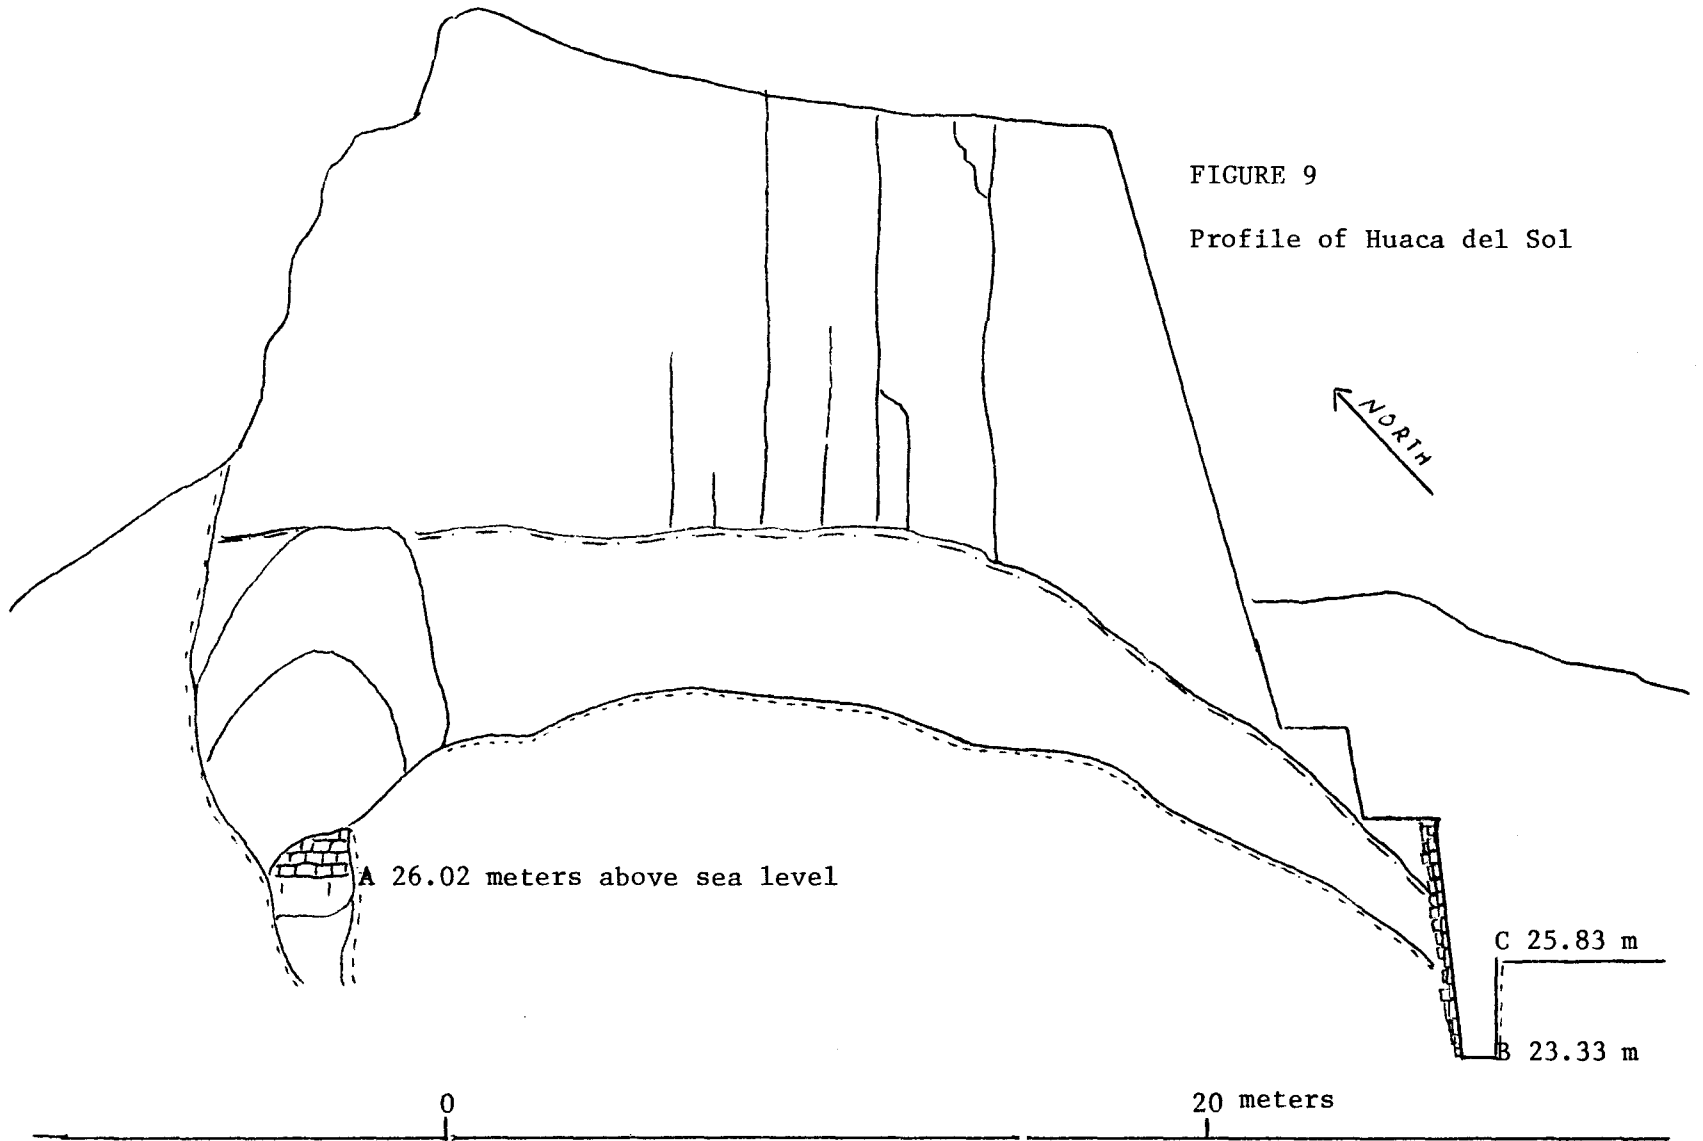 FIGURE 9
Profile of Huaca del Sol
NORTH
A 26.02 meters above sea level
C 25.83 m
B 23.33 m
0
20 meters